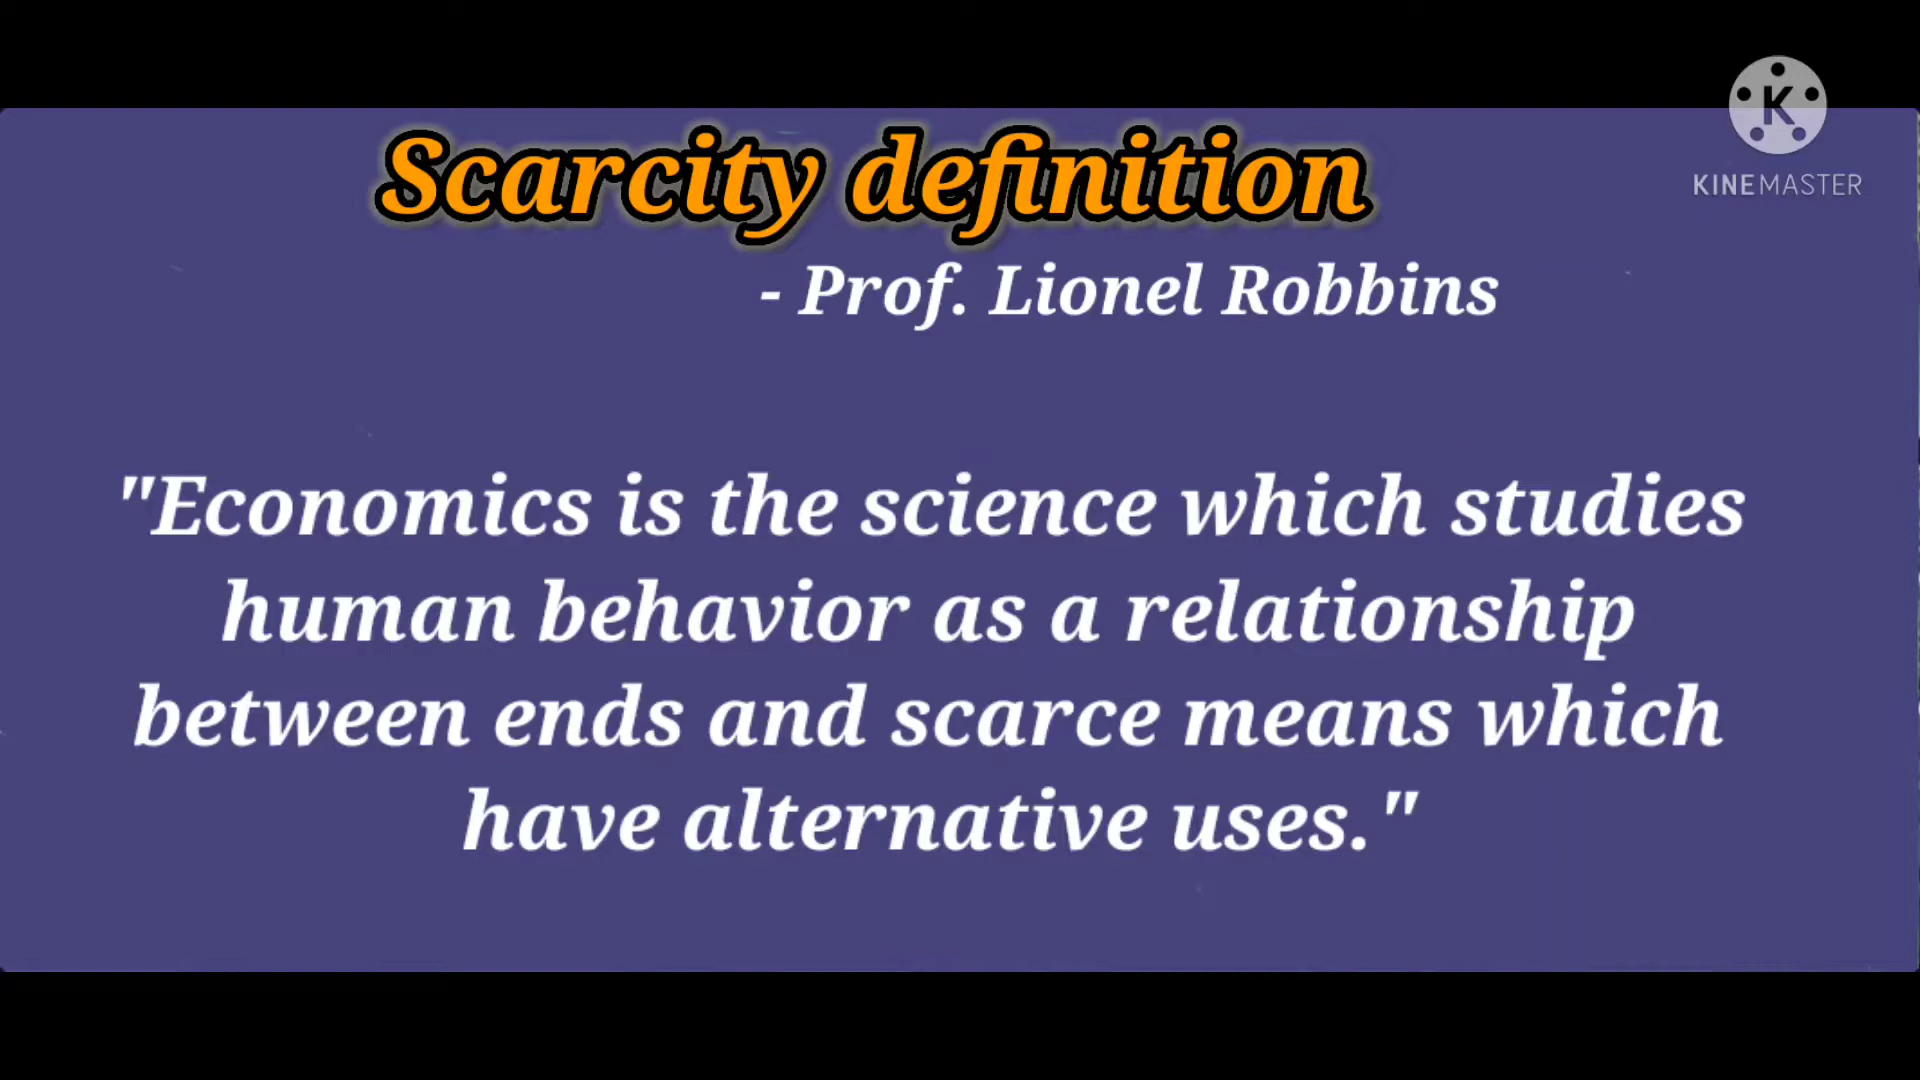 Scarcity definition
- Prof. Lionel Robbins
"Economics is the science which studies
human behavior as a relationship
between ends and scarce means which
have alternative uses."
K
KINEMASTER